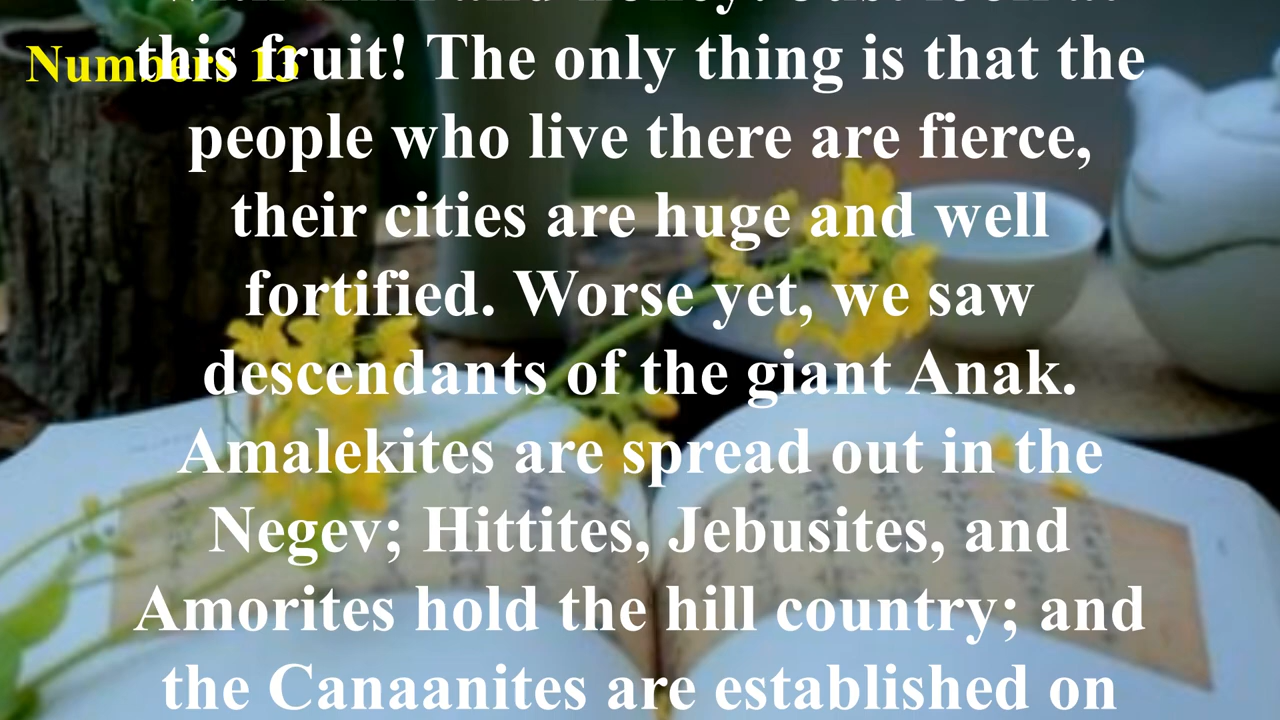 Numbers 13
this fruit! The only thing is that the
people who live there are fierce,
their cities are huge and well
fortified. Worse yet, we saw
descendants of the giant Anak.
Amalekites are spread out in the
Negev; Hittites, Jebusites, and
Amorites hold the hill country; and
the Canaanites are established on